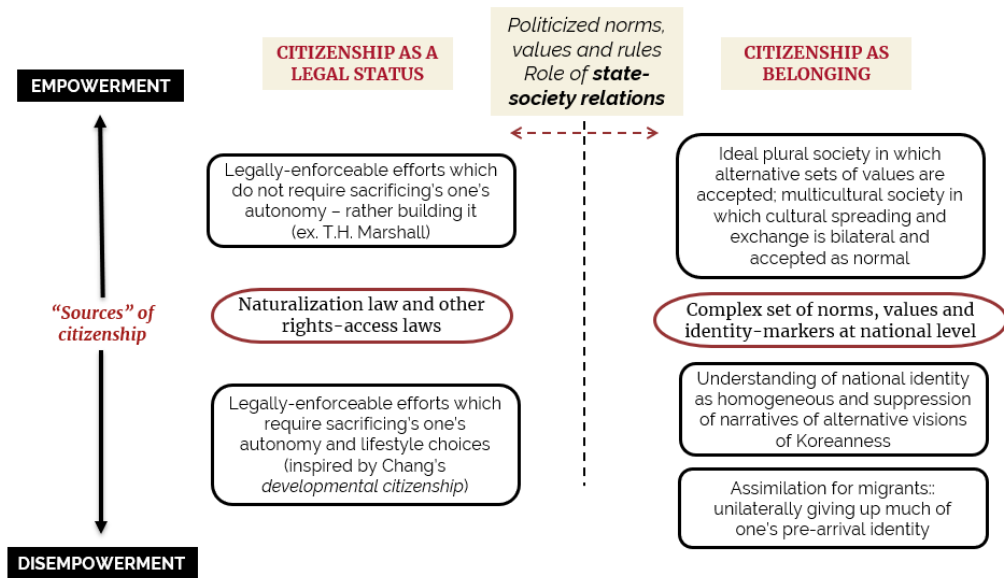 Politicized norms,
values and rules
Role of state-
society relations
CITIZENSHIP AS A
LEGAL STATUS
CITIZENSHIP AS
BELONGING
EMPOWERMENT
Legally-enforceable efforts which
do not require sacrificing's one's
autonomy – rather building it
(ex. T.H. Marshall)
Ideal plural society in which
alternative sets of values are
accepted; multicultural society in
which cultural spreading and
exchange is bilateral and
accepted as normal
"Sources" of
citizenship
Naturalization law and other
rights-access laws
Complex set of norms, values and
identity-markers at national level
Legally-enforceable efforts which
require sacrificing's one's
autonomy and lifestyle choices
(inspired by Chang's
developmental citizenship)
Understanding of national identity
as homogeneous and suppression
of narratives of alternative visions
of Koreanness
Assimilation for migrants::
unilaterally giving up much of
one's pre-arrival identity
DISEMPOWERMENT